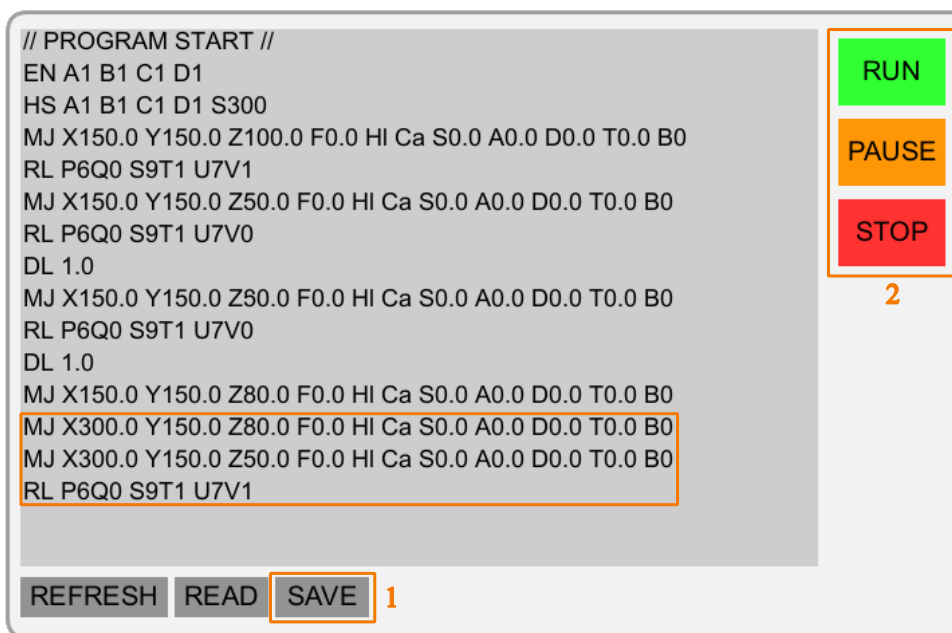 // PROGRAM START //
EN A1 B1 C1 D1
HS A1 B1 C1 D1 S300
MJ X150.0 Y150.0 Z100.0 F0.0 HI Ca S0.0 A0.0 D0.0 T0.0 B0
RL P6Q0 S9T1 U7V1
MJ X150.0 Y150.0 Z50.0 F0.0 HI Ca S0.0 A0.0 D0.0 T0.0 B0
RL P6Q0 S9T1 U7V0
DL 1.0
MJ X150.0 Y150.0 Z30.0 F0.0 HI Ca S0.0 A0.0 D0.0 T0.0 B0
RL P6Q0 S9T1 U7V0
DL 1.0
MJ X150.0 Y150.0 Z80.0 F0.0 HI Ca S0.0 A0.0 D0.0 T0.0 B0
MJ X300.0 Y150.0 Z80.0 F0.0 HI Ca S0.0 A0.0 D0.0 T0.0 B0
MJ X300.0 Y150.0 Z50.0 F0.0 HI Ca S0.0 A0.0 D0.0 T0.0 B0
RL P6Q0 S9T1 U7V1
REFRESH READ SAVE 1
RUN
PAUSE
STOP
2